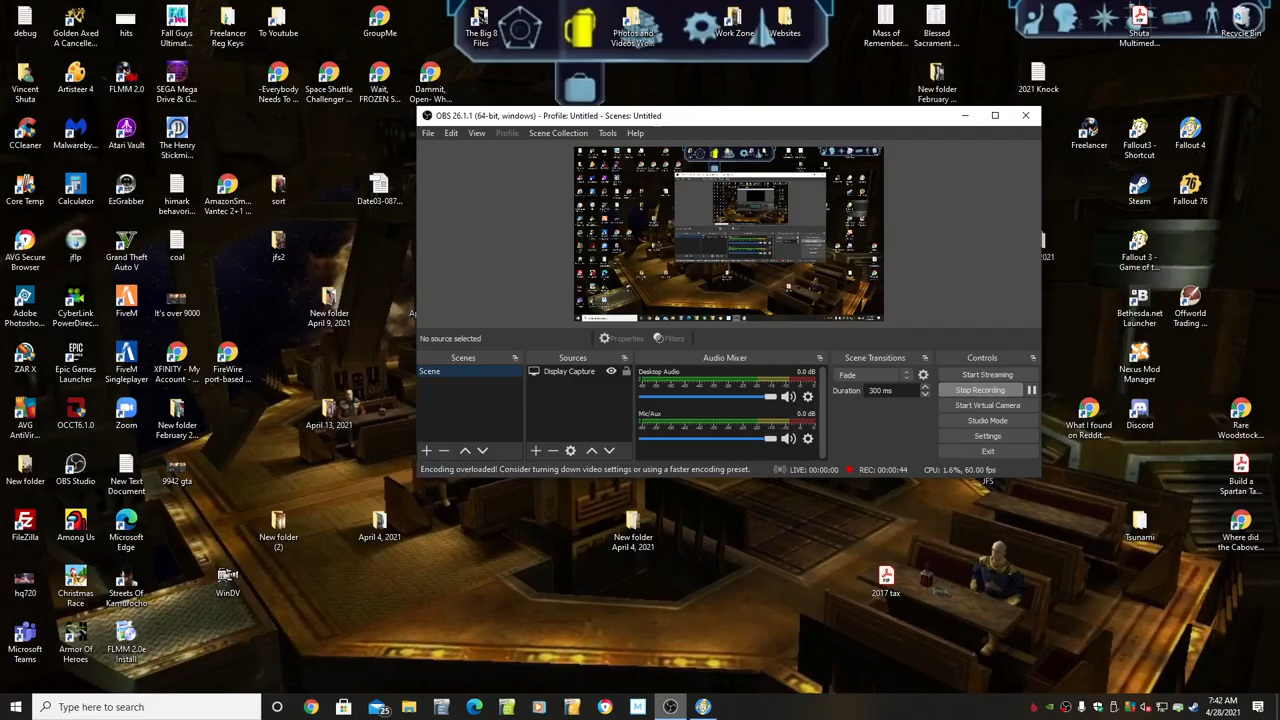 debug
Golden Axed
A Cancelle...
hits
Fall Guys
Ultimat...
Freelancer
Reg Keys
To Youtube
GroupMe
The Big 8
Files
Photos and
Videos Wo...
Work Zone
Websites
Mass of
Remember...
Blessed
Sacrament ...
Shuta
Multimed...
Recycle Bin
Vincent
Shuta
Artisteer 4
FLMM 2.0
SEGA Mega
Drive & G...
-Everybody
Needs To ...
Space Shuttle
Challenger ...
Wait,
FROZEN S...
Dammit,
Open- Wh...
New folder
February ...
2021 Knock
OBS 26.1.1 (64-bit, windows) - Profile: Untitled - Scenes: Untitled
File Edit View Profile Scene Collection Tools Help
CCleaner
Malwareby...
Atari Vault
The Henry
Stickmi...
Freelancer
Fallout3 -
Shortcut
Fallout 4
Core Temp
Calculator
EzGrabber
himark
behavori...
AmazonSm...
Vantec 2+1 ...
sort
Date03-087...
Steam
Fallout 76
AVG Secure
Browser
jflp
Grand Theft
Auto V
coal
jfs2
2021
Fallout 3 -
Game of t...
Adobe
Photosho...
CyberLink
PowerDirec...
FiveM
It's over 9000
New folder
April 9, 2021
Bethesda.net
Launcher
Offworld
Trading ...
No source selected
Properties
Filters
Scenes
Sources
Audio Mixer
Scene Transitions
Controls
Scene
Display Capture
Desktop Audio
0.0 dB
Fade
Start Streaming
Duration
300 ms
Stop Recording
Mic/Aux
0.0 dB
Start Virtual Camera
Studio Mode
Settings
Exit
Encoding overloaded! Consider turning down video settings or using a faster encoding preset.
LIVE: 00:00:00
REC: 00:00:44
CPU: 1.6%, 60.00 fps
JFS
ZAR X
Epic Games
Launcher
FiveM
Singleplayer
XFINITY - My
Account - ...
FireWire
port-based ...
Nexus Mod
Manager
AVG
AntiVir...
OCCT6.1.0
Zoom
New folder
February 2...
April 13, 2021
What I found
on Reddit ...
Discord
Rare
Woodstock...
New folder
OBS Studio
New Text
Document
9942 gta
Build a
Spartan Ta...
FileZilla
Among Us
Microsoft
Edge
New folder
(2)
April 4, 2021
New folder
April 4, 2021
Tsunami
Where did
the Cabove...
hq720
Christmas
Race
Streets Of
Kamurocho
WinDV
2017 tax
Microsoft
Teams
Armor Of
Heroes
FLMM 2.0e
Install
Type here to search
25
7:42 AM
4/28/2021